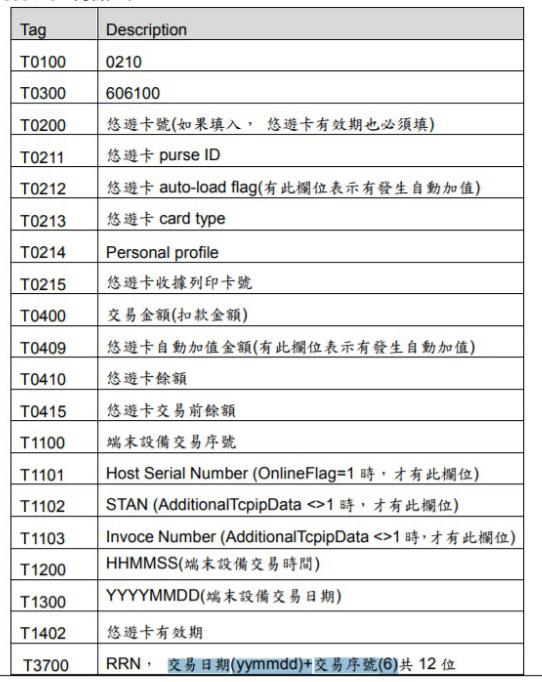 Tag Description
T0100 0210
T0300 606100
T0200 悠遊卡號(如果填入， 悠遊卡有效期也必須填)
T0211 悠遊卡 purse ID
T0212 悠遊卡 auto-load flag(有此欄位表示有發生自動加值)
T0213 悠遊卡 card type
T0214 Personal profile
T0215 悠遊卡收據列印卡號
T0400 交易金額(扣款金額)
T0409 悠遊卡自動加值金額(有此欄位表示有發生自動加值)
T0410 悠遊卡餘額
T0415 悠遊卡交易前餘額
T1100 端末設備交易序號
T1101 Host Serial Number (OnlineFlag=1 時，才有此欄位)
T1102 STAN (AdditionalTcpipData <>1 時，才有此欄位)
T1103 Invoce Number (AdditionalTcpipData <>1 時，才有此欄位)
T1200 HHMMSS(端末設備交易時間)
T1300 YYYYMMDD(端末設備交易日期)
T1402 悠遊卡有效期
T3700 RRN， 交易日期(yymmdd)+交易序號(6)共 12 位